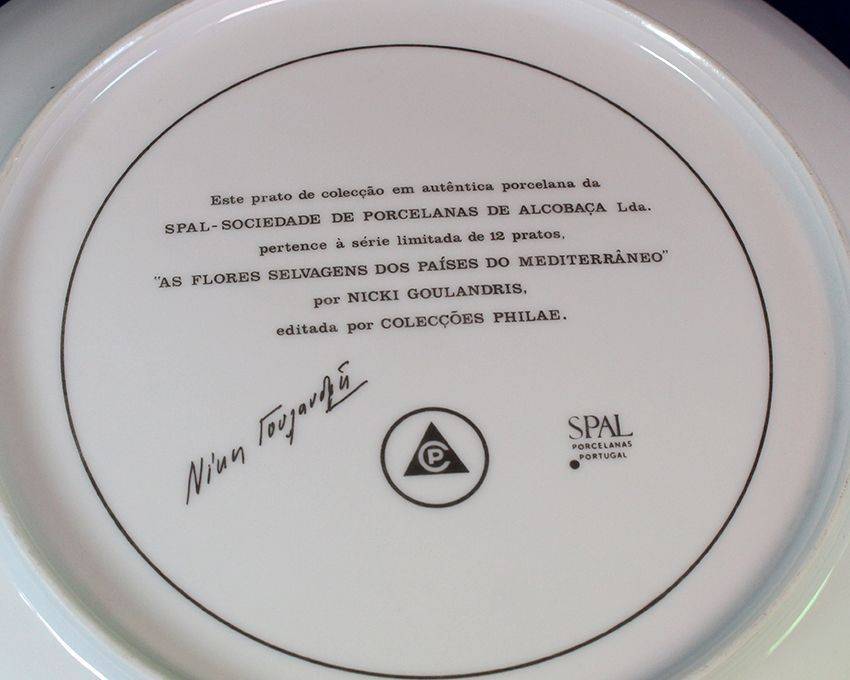 Este prato de colecção em autêntica porcelana da
SPAL-SOCIEDADE DE PORCELANAS DE ALCOBAÇA Lda.
pertence à série limitada de 12 pratos,
"AS FLORES SELVAGENS DOS PAÍSES DO MEDITERRÂNEO"
por NICKI GOULANDRIS,
editada por COLECÇÕES PHILAE.
CP
SPAL
PORCELANAS
PORTUGAL